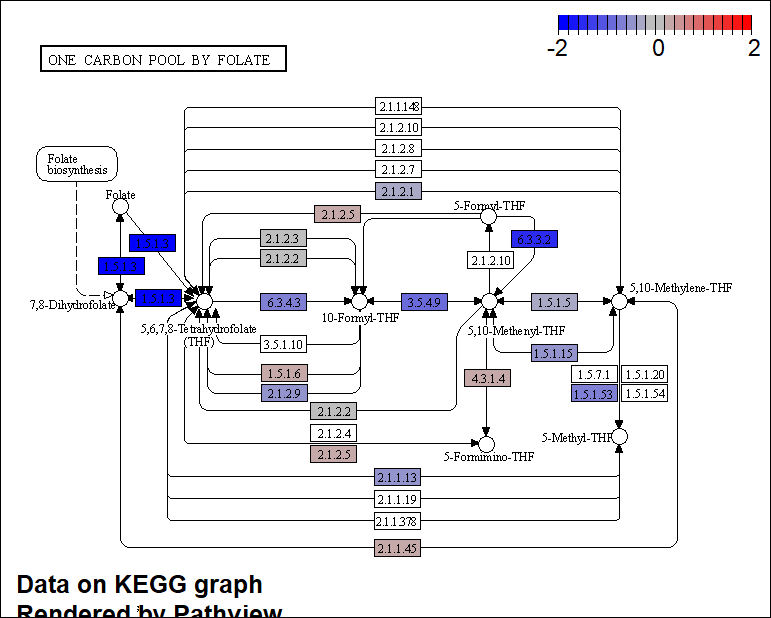 -2 0 2
ONE CARBON POOL BY FOLATE
2.1.1.148
2.1.2.10
2.1.2.8
2.1.2.7
2.1.2.1
Folate
biosynthesis
Folate
2.1.2.5
5-Formyl-THF
1.5.1.3
2.1.2.3
6.3.3.2
1.5.1.3
2.1.2.2
2.1.2.10
7,8-Dihydrofolate
1.5.1.3
6.3.4.3
3.5.4.9
1.5.1.5
5,10-Methylene-THF
10-Formyl-THF
5,6,7,8-Tetrahydrofolate
(THF)
5,10-Methenyl-THF
3.5.1.10
1.5.1.15
1.5.1.6
4.3.1.4
1.5.7.1
1.5.1.20
2.1.2.9
1.5.1.53
1.5.1.54
2.1.2.2
2.1.2.4
5-Methyl-THF
2.1.2.5
5-Formimino-THF
2.1.1.13
2.1.1.19
2.1.1.378
2.1.1.45
Data on KEGG graph
Rendered by Pathview